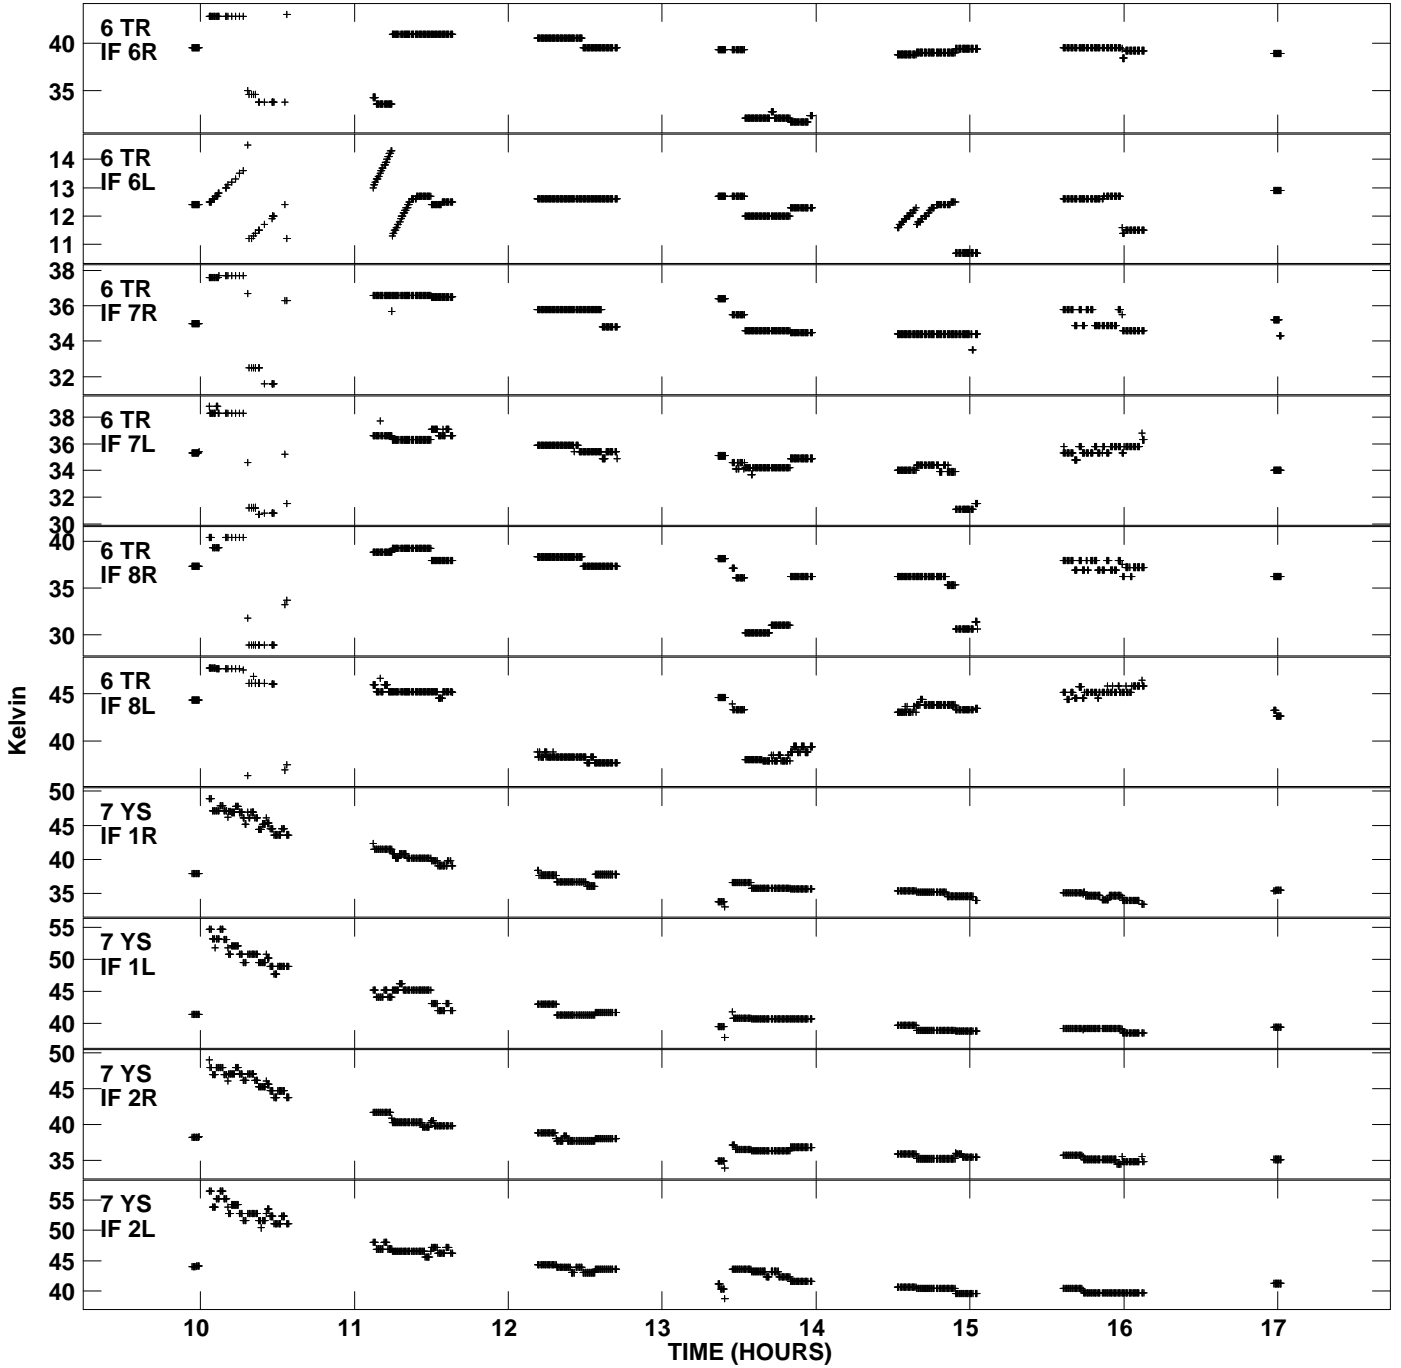 6 TR
IF 6R
40
35
6 TR
IF 6L
14
13
12
11
6 TR
IF 7R
38
36
34
32
6 TR
IF 7L
38
36
34
32
30
6 TR
IF 8R
40
35
30
6 TR
IF 8L
45
40
7 YS
IF 1R
50
45
40
35
7 YS
IF 1L
55
50
45
40
7 YS
IF 2R
50
45
40
35
7 YS
IF 2L
55
50
45
40
Kelvin
10 11 12 13 14 15 16 17
TIME (HOURS)